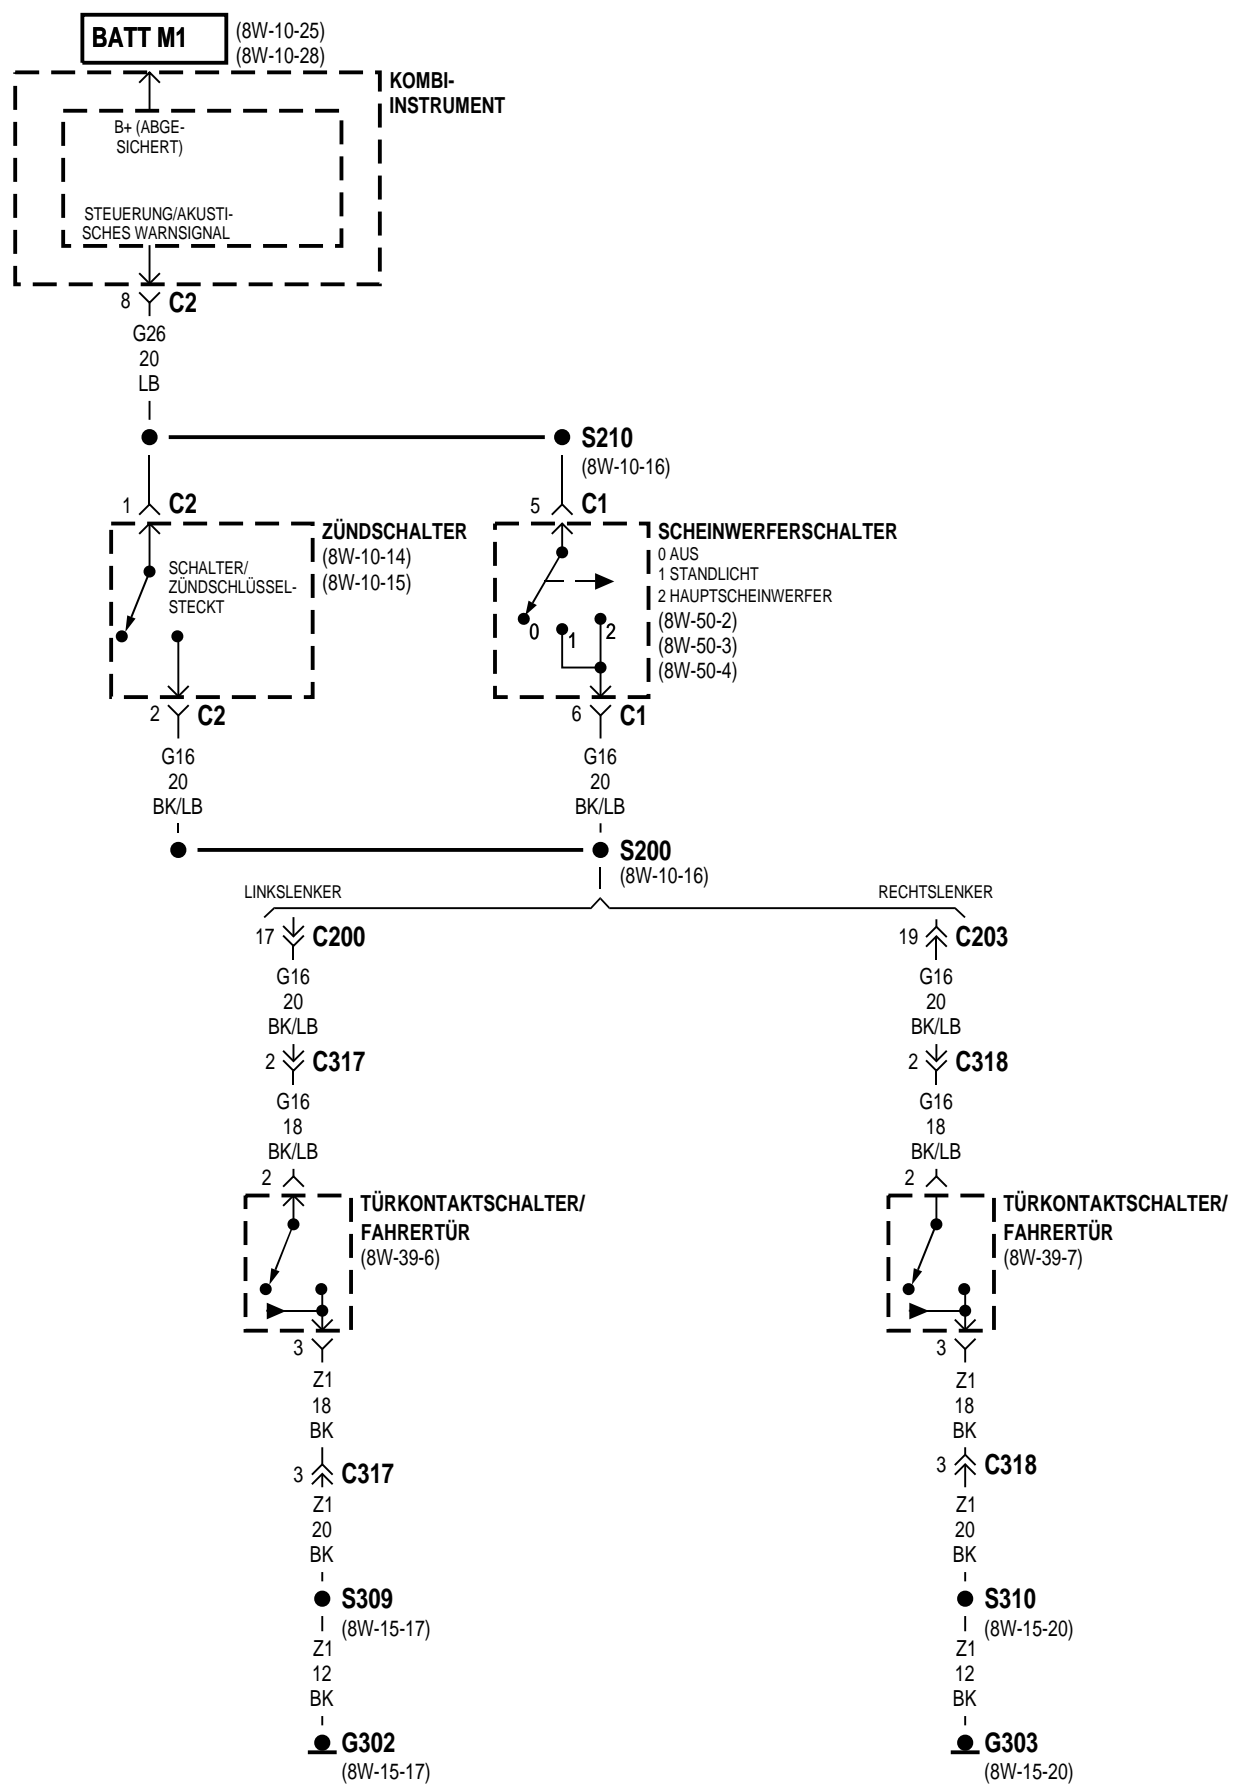 BATT M1
(8W-10-25)
(8W-10-28)
KOMBI-
INSTRUMENT
B+ (ABGE-
SICHERT)
STEUERUNG/AKUSTI-
SCHES WARNSIGNAL
8 C2
G26
20
LB
S210
(8W-10-16)
1 C2
5 C1
ZÜNDSCHALTER
(8W-10-14)
(8W-10-15)
SCHALTER/
ZÜNDSCHLÜSSEL-
STECKT
SCHEINWERFERSCHALTER
0 AUS
1 STANDLICHT
2 HAUPTSCHEINWERFER
(8W-50-2)
(8W-50-3)
(8W-50-4)
0 1 2
2 C2
6 C1
G16
20
BK/LB
G16
20
BK/LB
S200
(8W-10-16)
LINKSLENKER
RECHTSLENKER
17 C200
G16
20
BK/LB
2 C317
G16
18
BK/LB
2
TÜRKONTAKTSCHALTER/
FAHRERTÜR
(8W-39-6)
3
Z1
18
BK
3 C317
Z1
20
BK
S309
(8W-15-17)
Z1
12
BK
G302
(8W-15-17)
19 C203
G16
20
BK/LB
2 C318
G16
18
BK/LB
2
TÜRKONTAKTSCHALTER/
FAHRERTÜR
(8W-39-7)
3
Z1
18
BK
3 C318
Z1
20
BK
S310
(8W-15-20)
Z1
12
BK
G303
(8W-15-20)